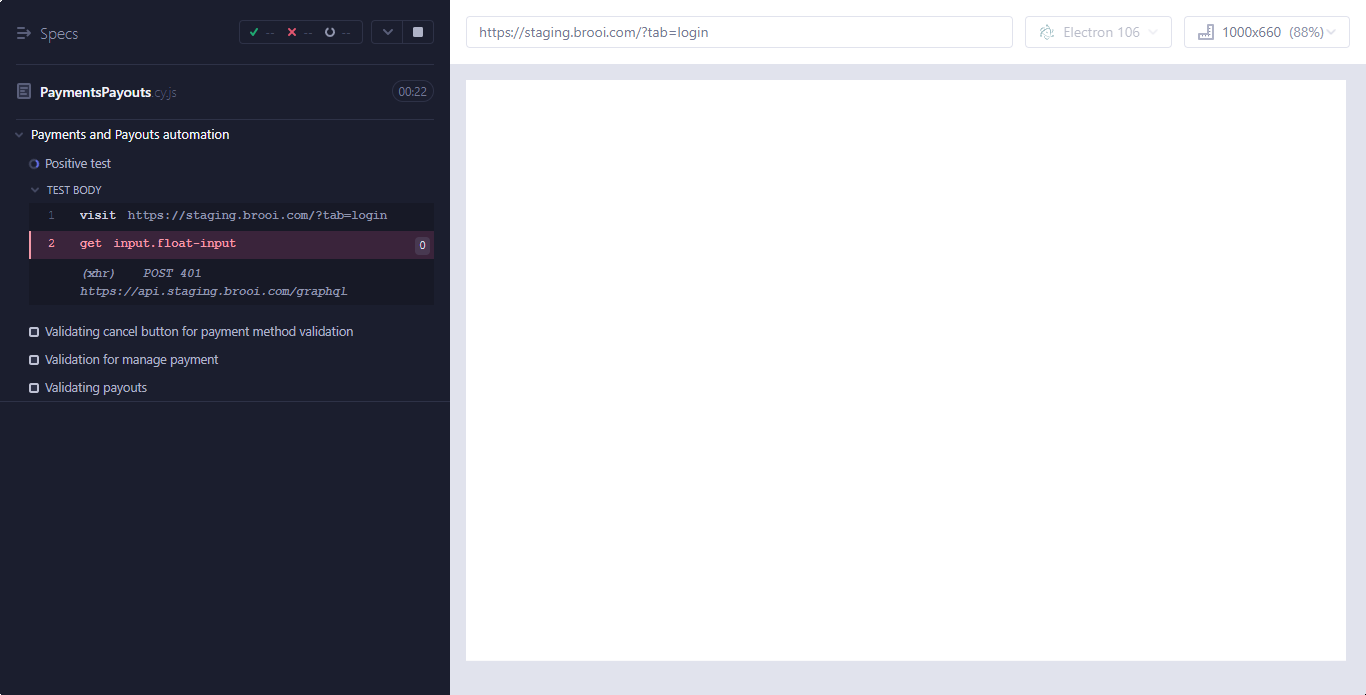 Specs
-- -- --
PaymentsPayouts cy.js
00:22
Payments and Payouts automation
Positive test
TEST BODY
1 visit https://staging.brooi.com/?tab=login
2 get input.float-input 0
(xhr) POST 401
https://api.staging.brooi.com/graphql
Validating cancel button for payment method validation
Validation for manage payment
Validating payouts
https://staging.brooi.com/?tab=login
Electron 106
1000x660 (88%)